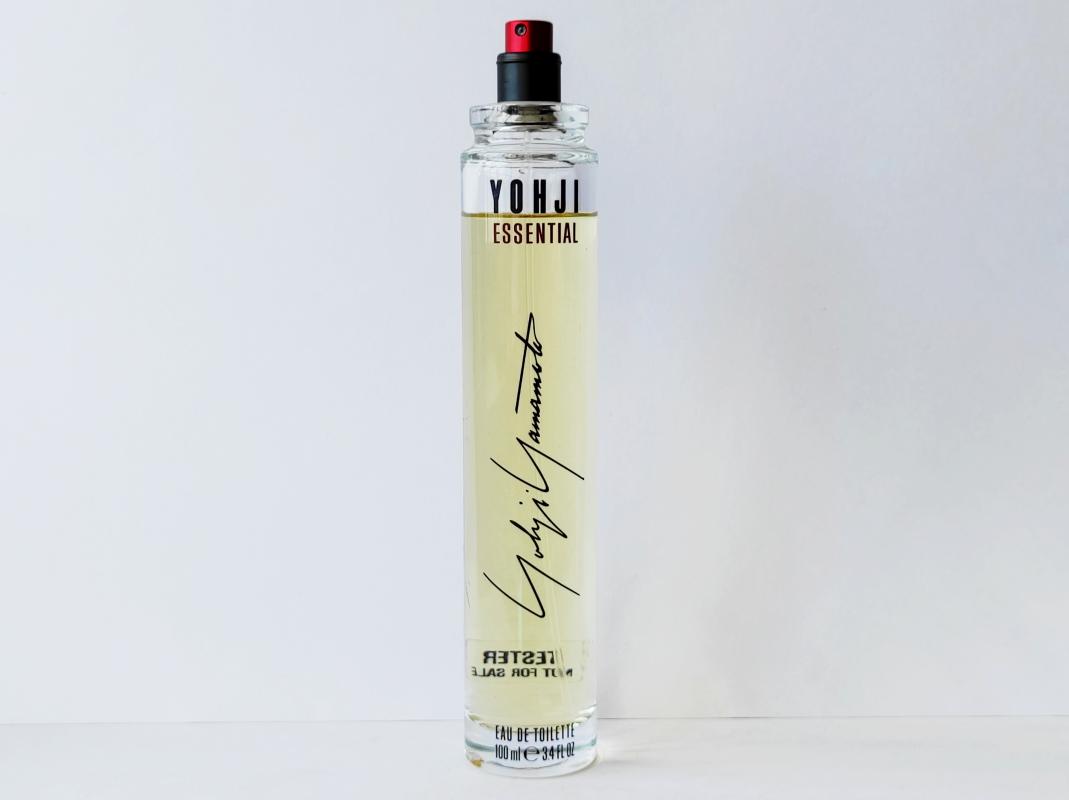 YOHJI
ESSENTIAL
Yohji Yamamoto
TESTER
NOT FOR SALE
EAU DE TOILETTE
100 ml ℮ 3.4 FL OZ